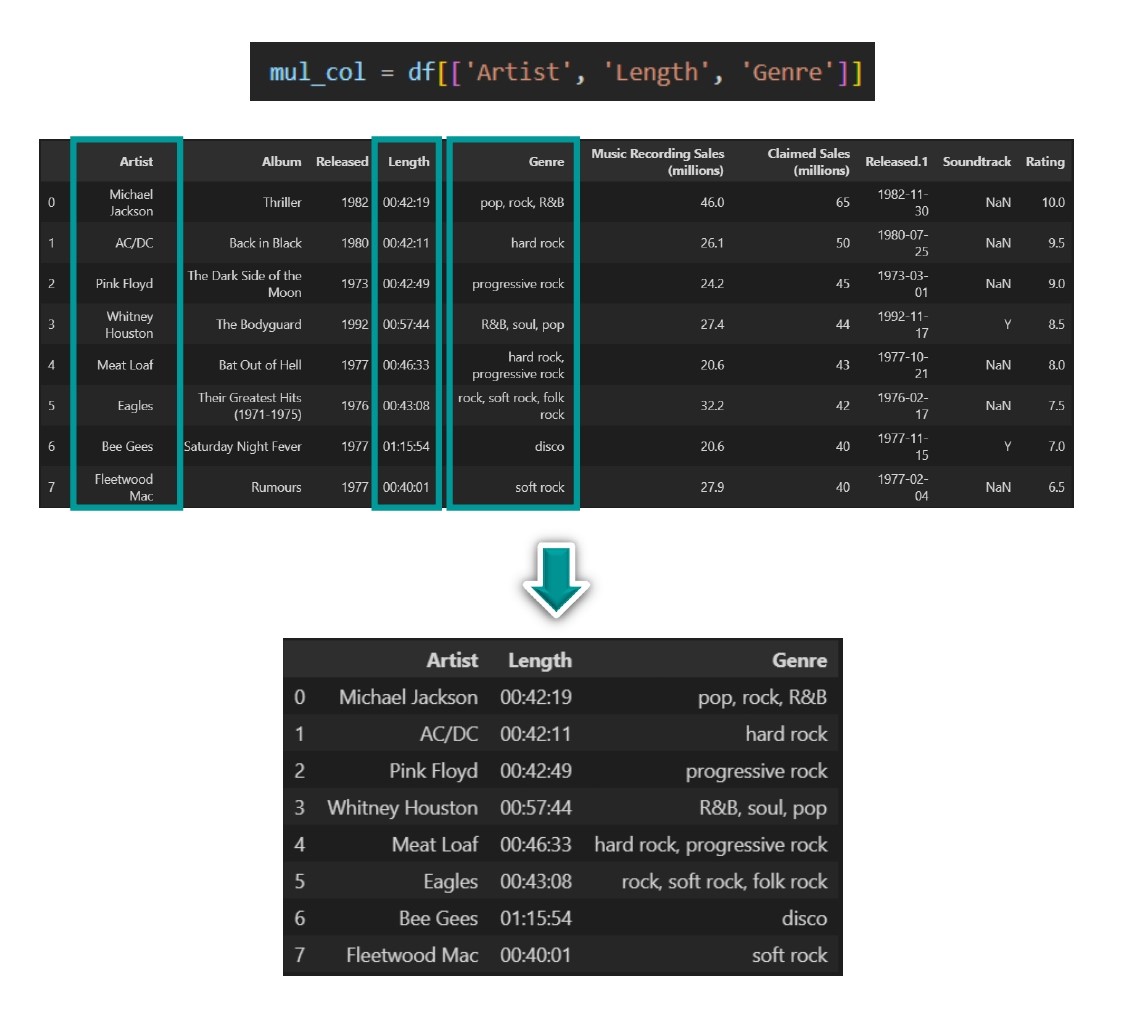 mul_col = df[['Artist', 'Length', 'Genre']]
Artist Album Released Length Genre Music Recording Sales (millions) Claimed Sales (millions) Released.1 Soundtrack Rating
0 Michael Jackson Thriller 1982 00:42:19 pop, rock, R&B 46.0 65 1982-11-30 NaN 10.0
1 AC/DC Back in Black 1980 00:42:11 hard rock 26.1 50 1980-07-25 NaN 9.5
2 Pink Floyd The Dark Side of the Moon 1973 00:42:49 progressive rock 24.2 45 1973-03-01 NaN 9.0
3 Whitney Houston The Bodyguard 1992 00:57:44 R&B, soul, pop 27.4 44 1992-11-17 Y 8.5
4 Meat Loaf Bat Out of Hell 1977 00:46:33 hard rock, progressive rock 20.6 43 1977-10-21 NaN 8.0
5 Eagles Their Greatest Hits (1971-1975) 1976 00:43:08 rock, soft rock, folk rock 32.2 42 1976-02-17 NaN 7.5
6 Bee Gees Saturday Night Fever 1977 01:15:54 disco 20.6 40 1977-11-15 Y 7.0
7 Fleetwood Mac Rumours 1977 00:40:01 soft rock 27.9 40 1977-02-04 NaN 6.5
Artist Length Genre
0 Michael Jackson 00:42:19 pop, rock, R&B
1 AC/DC 00:42:11 hard rock
2 Pink Floyd 00:42:49 progressive rock
3 Whitney Houston 00:57:44 R&B, soul, pop
4 Meat Loaf 00:46:33 hard rock, progressive rock
5 Eagles 00:43:08 rock, soft rock, folk rock
6 Bee Gees 01:15:54 disco
7 Fleetwood Mac 00:40:01 soft rock